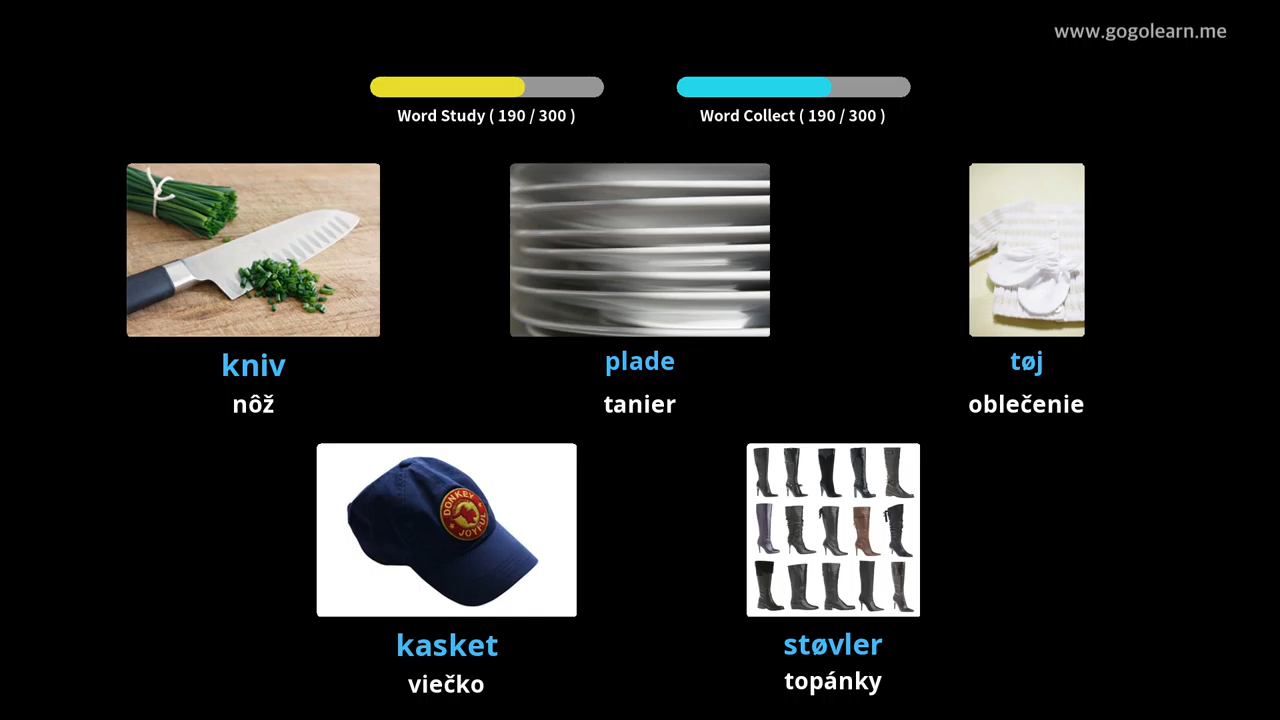 www.gogolearn.me
Word Study ( 190 / 300 )
Word Collect ( 190 / 300 )
kniv
nôž
plade
tanier
tøj
oblečenie
DONKEY
JOYFUL
kasket
viečko
støvler
topánky